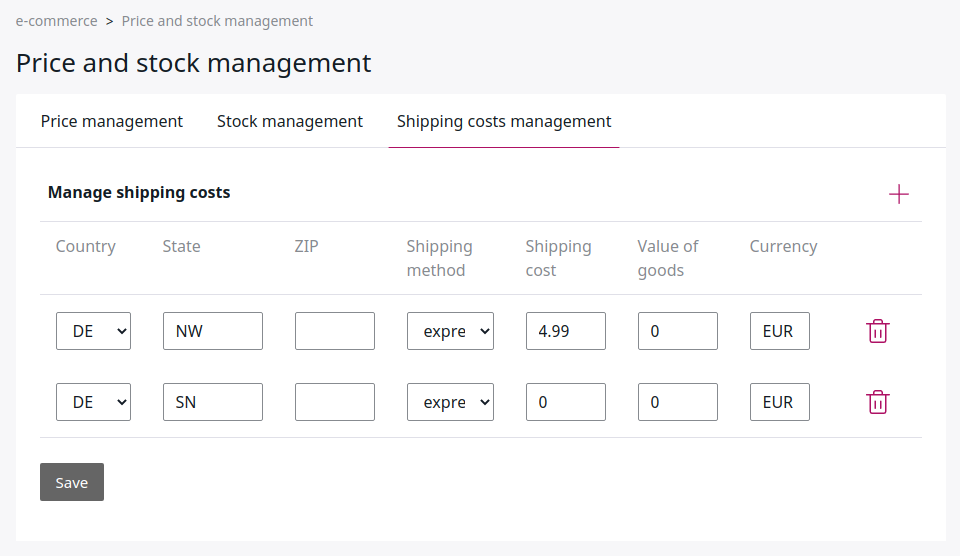 e-commerce > Price and stock management
Price and stock management
Price management Stock management Shipping costs management
Manage shipping costs
Country State ZIP Shipping method Shipping cost Value of goods Currency
DE NW expre 4.99 0 EUR
DE SN expre 0 0 EUR
Save